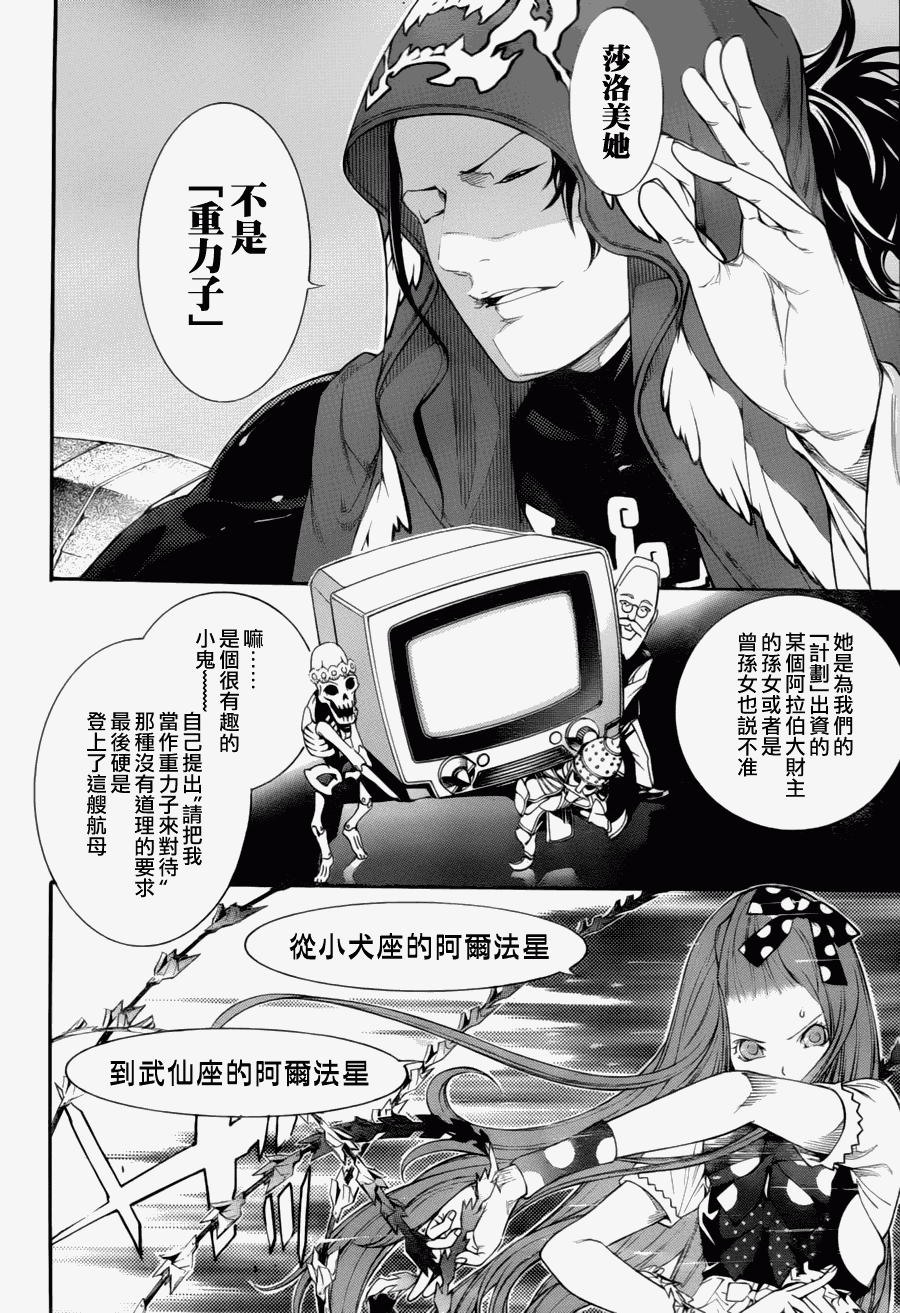 莎洛美她
不是
「重力子」
她是為我們的
「計劃」出資的
某個阿拉伯大財主
的孫女或者是
曾孫女也說不准
嘛……
是個很有趣的
小鬼~~~~
自己提出“請把我
當作重力子來對待”
那種沒有道理的要求
最後硬是
登上了這艘航母
從小犬座的阿爾法星
到武仙座的阿爾法星